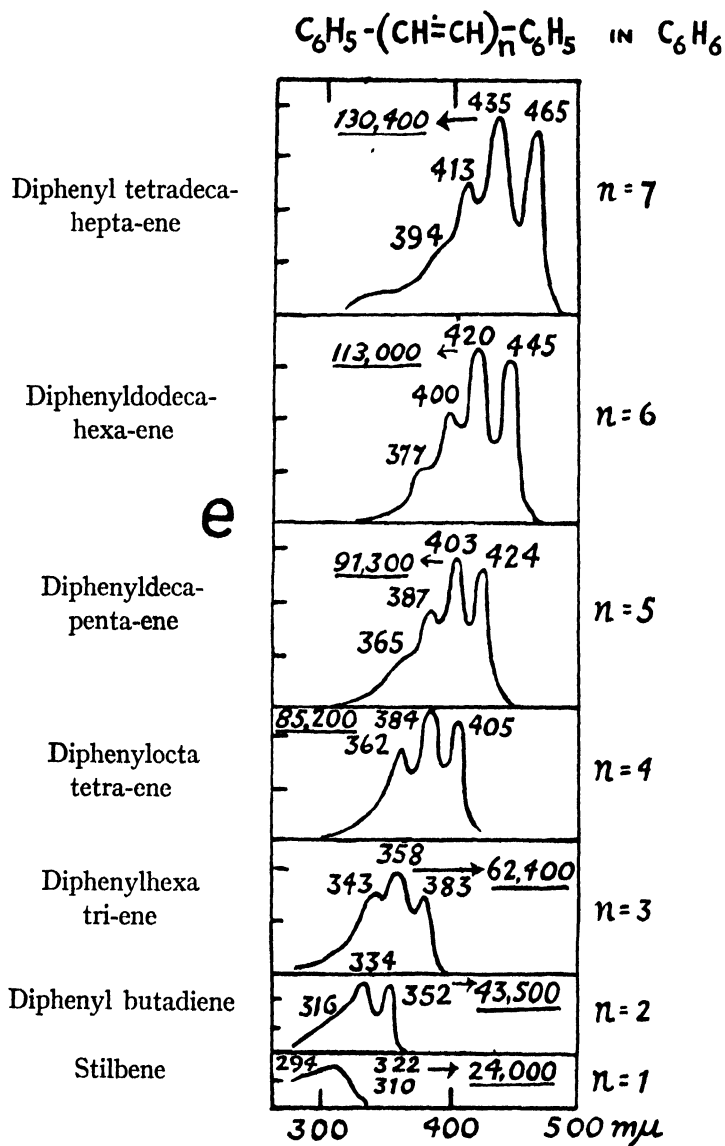 C6H5-(CH=CH)n-C6H5 IN C6H6
435 465
130,400 ←
413
Diphenyl tetradeca-
hepta-ene
n=7
394
420 445
113,000 ←
400
Diphenyldodeca-
hexa-ene
n=6
377
e
403 424
91,300 ←
387
Diphenyldeca-
penta-ene
n=5
365
85,200 384 405
362
Diphenylocta
tetra-ene
n=4
358 → 62,400
343 383
Diphenylhexa
tri-ene
n=3
334
Diphenyl butadiene
316 352 → 43,500
n=2
Stilbene
294 322 → 24,000
310
n=1
300 400 500 mμ